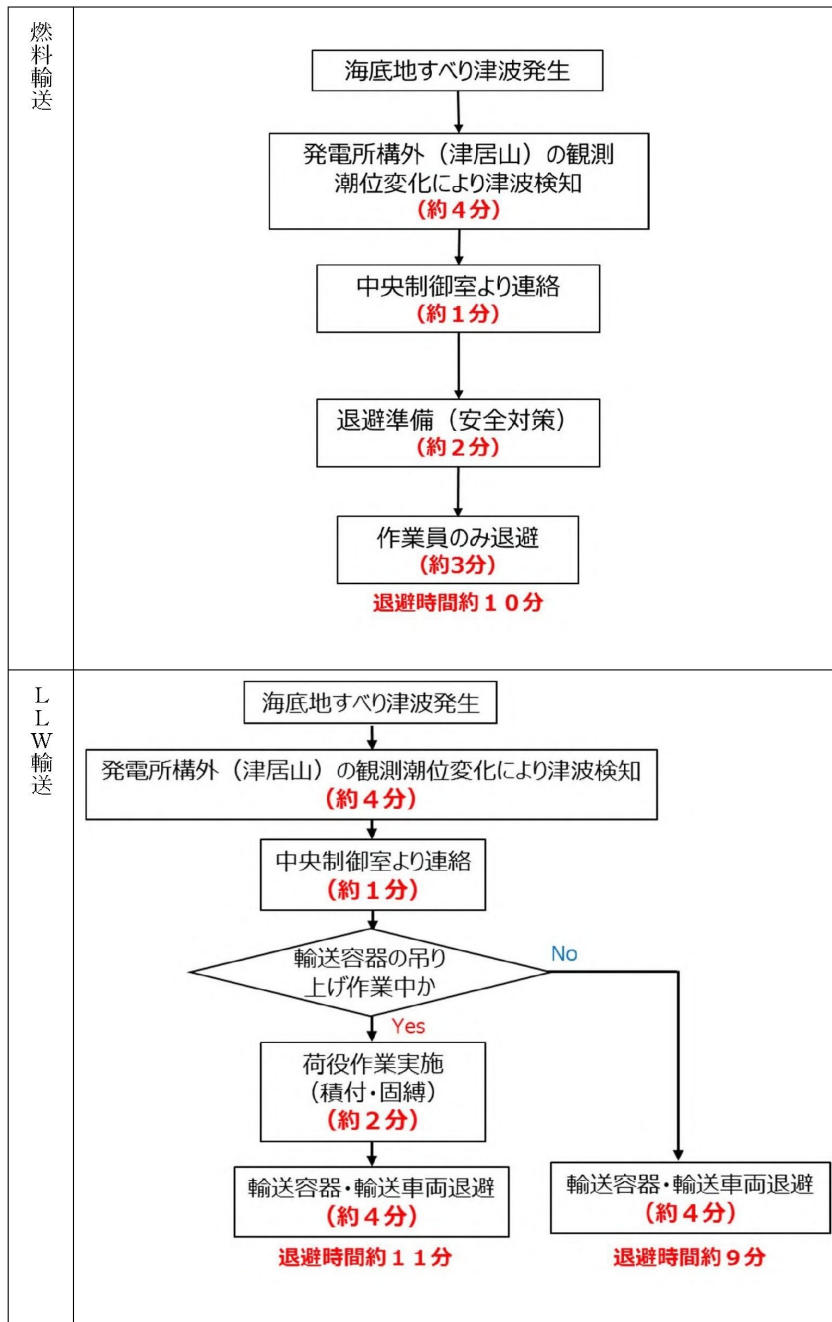 燃料輸送
海底地すべり津波発生
発電所構外（津居山）の観測
潮位変化により津波検知
（約４分）
中央制御室より連絡
（約１分）
退避準備（安全対策）
（約２分）
作業員のみ退避
（約3分）
退避時間約１０分
ＬＬＷ輸送
海底地すべり津波発生
発電所構外（津居山）の観測潮位変化により津波検知
（約４分）
中央制御室より連絡
（約１分）
輸送容器の吊り
上げ作業中か
No
Yes
荷役作業実施
（積付・固縛）
（約２分）
輸送容器・輸送車両退避
（約４分）
退避時間約１１分
輸送容器・輸送車両退避
（約４分）
退避時間約９分